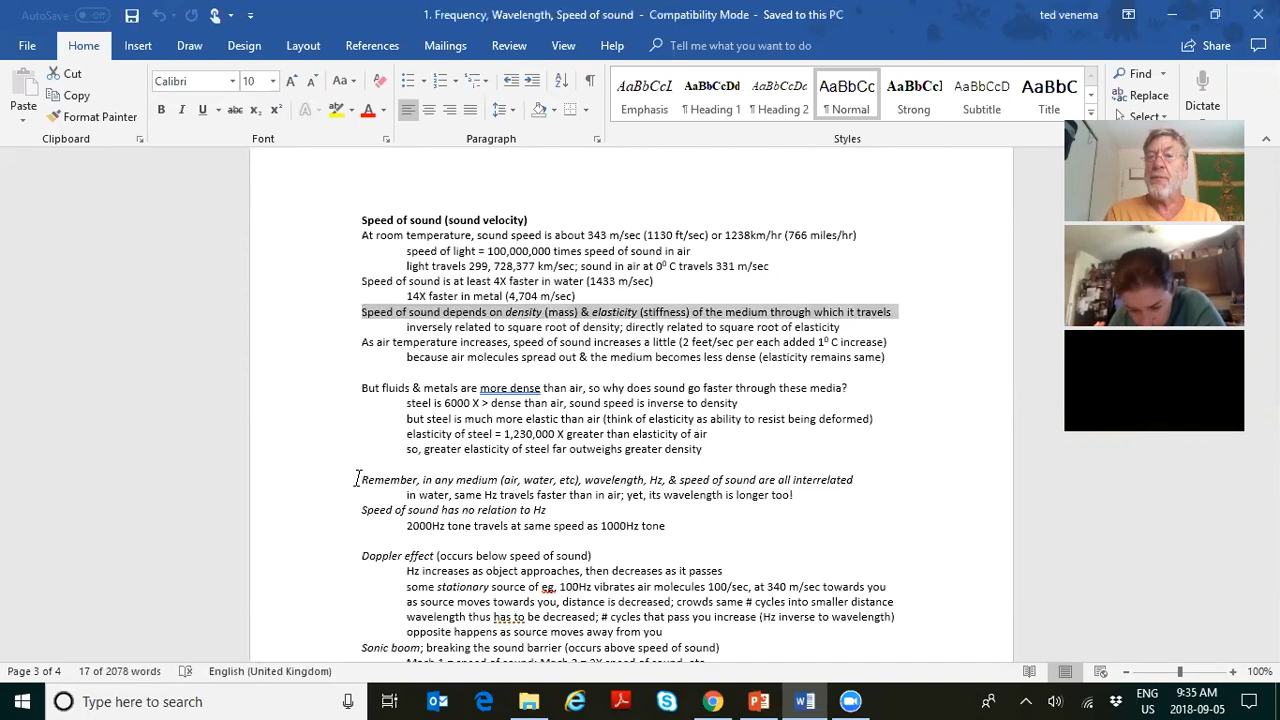 AutoSave Off
1. Frequency, Wavelength, Speed of sound - Compatibility Mode - Saved to this PC
ted venema
File Home Insert Draw Design Layout References Mailings Review View Help Tell me what you want to do Share
Paste
Cut
Copy
Format Painter
Calibri 10
Aa
B I U abc x₂ x² A A
AaBbCcL AaBbCcDd AaBbCcDd AaBbCc AaBbCcI AaBbCcDd AaBbC
Emphasis ¶ Heading 1 ¶ Heading 2 ¶ Normal Strong Subtitle Title
Find
Replace
Select
Dictate
Clipboard Font Paragraph Styles
Speed of sound (sound velocity)
At room temperature, sound speed is about 343 m/sec (1130 ft/sec) or 1238km/hr (766 miles/hr)
speed of light = 100,000,000 times speed of sound in air
light travels 299, 728,377 km/sec; sound in air at 0⁰ C travels 331 m/sec
Speed of sound is at least 4X faster in water (1433 m/sec)
14X faster in metal (4,704 m/sec)
Speed of sound depends on density (mass) & elasticity (stiffness) of the medium through which it travels
inversely related to square root of density; directly related to square root of elasticity
As air temperature increases, speed of sound increases a little (2 feet/sec per each added 1⁰ C increase)
because air molecules spread out & the medium becomes less dense (elasticity remains same)
But fluids & metals are more dense than air, so why does sound go faster through these media?
steel is 6000 X > dense than air, sound speed is inverse to density
but steel is much more elastic than air (think of elasticity as ability to resist being deformed)
elasticity of steel = 1,230,000 X greater than elasticity of air
so, greater elasticity of steel far outweighs greater density
Remember, in any medium (air, water, etc), wavelength, Hz, & speed of sound are all interrelated
in water, same Hz travels faster than in air; yet, its wavelength is longer too!
Speed of sound has no relation to Hz
2000Hz tone travels at same speed as 1000Hz tone
Doppler effect (occurs below speed of sound)
Hz increases as object approaches, then decreases as it passes
some stationary source of eg, 100Hz vibrates air molecules 100/sec, at 340 m/sec towards you
as source moves towards you, distance is decreased; crowds same # cycles into smaller distance
wavelength thus has to be decreased; # cycles that pass you increase (Hz inverse to wavelength)
opposite happens as source moves away from you
Sonic boom; breaking the sound barrier (occurs above speed of sound)
Mach 1 = speed of sound; Mach 2 = 2X speed of sound, etc
Page 3 of 4 17 of 2078 words English (United Kingdom) 100%
Type here to search
ENG
US
9:35 AM
2018-09-05